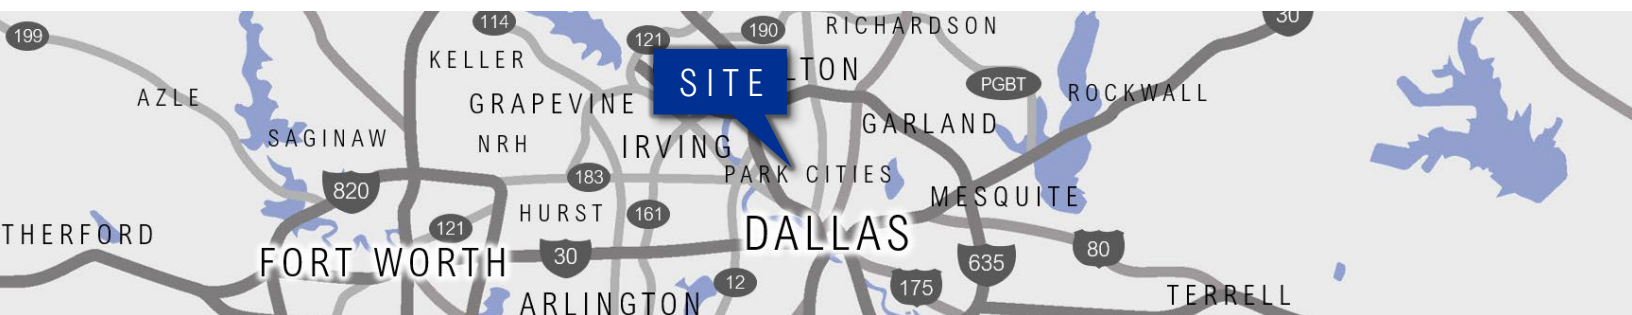 30
114
RICHARDSON
199
121
190
KELLER
LTON
SITE
PGBT
ROCKWALL
AZLE
GRAPEVINE
GARLAND
SAGINAW
NRH
IRVING
PARK CITIES
183
820
MESQUITE
HURST
161
121
THERFORD
DALLAS
80
30
FORT WORTH
635
12
175
TERRELL
ARLINGTON